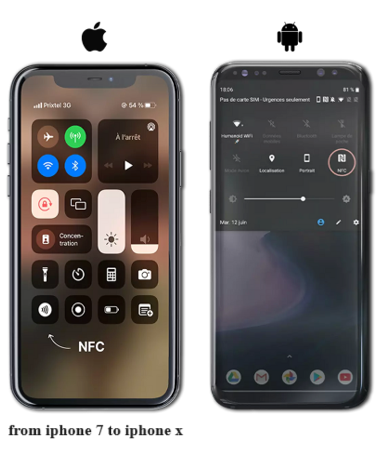 Prixtel 3G
54 %
À l'arrêt
Concen-
tration
NFC
18:06
81 %
Pas de carte SIM - Urgences seulement
Localisation
Portrait
NFC
Mar. 12 juin
from iphone 7 to iphone x